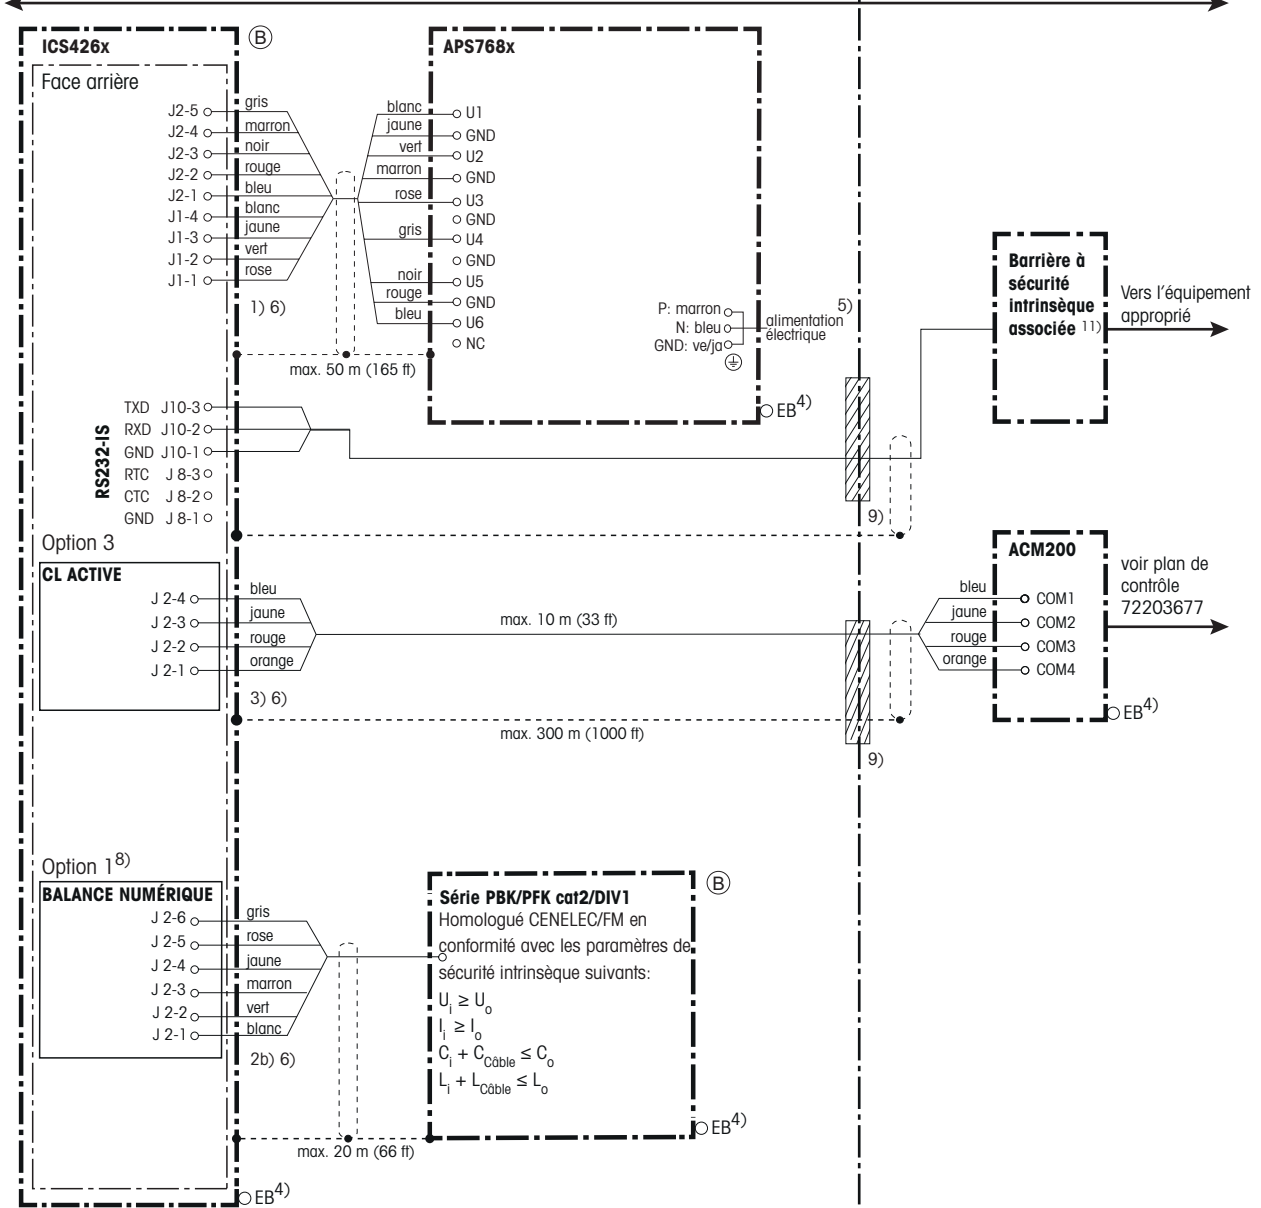 ICS426x
B
Face arrière
J2-5 gris
J2-4 marron
J2-3 noir
J2-2 rouge
J2-1 bleu
J1-4 blanc
J1-3 jaune
J1-2 vert
J1-1 rose
1) 6)
max. 50 m (165 ft)
APS768x
blanc U1
jaune GND
vert U2
marron GND
rose U3
GND
gris U4
GND
noir U5
rouge GND
bleu U6
NC
P: marron
N: bleu
GND: ve/ja
alimentation
électrique
5)
EB4)
Barrière à
sécurité
intrinsèque
associée 11)
Vers l'équipement
approprié
RS232-IS
TXD J10-3
RXD J10-2
GND J10-1
RTC J 8-3
CTC J 8-2
GND J 8-1
9)
Option 3
CL ACTIVE
J 2-4 bleu
J 2-3 jaune
J 2-2 rouge
J 2-1 orange
3) 6)
max. 10 m (33 ft)
max. 300 m (1000 ft)
9)
ACM200
bleu COM1
jaune COM2
rouge COM3
orange COM4
EB4)
voir plan de
contrôle
72203677
Option 18)
BALANCE NUMÉRIQUE
J 2-6 gris
J 2-5 rose
J 2-4 jaune
J 2-3 marron
J 2-2 vert
J 2-1 blanc
2b) 6)
max. 20 m (66 ft)
B
Série PBK/PFK cat2/DIV1
Homologué CENELEC/FM en
conformité avec les paramètres de
sécurité intrinsèque suivants:
Ui ≥ Uo
Ii ≥ Io
Ci + CCâble ≤ Co
Li + LCâble ≤ Lo
EB4)
EB4)